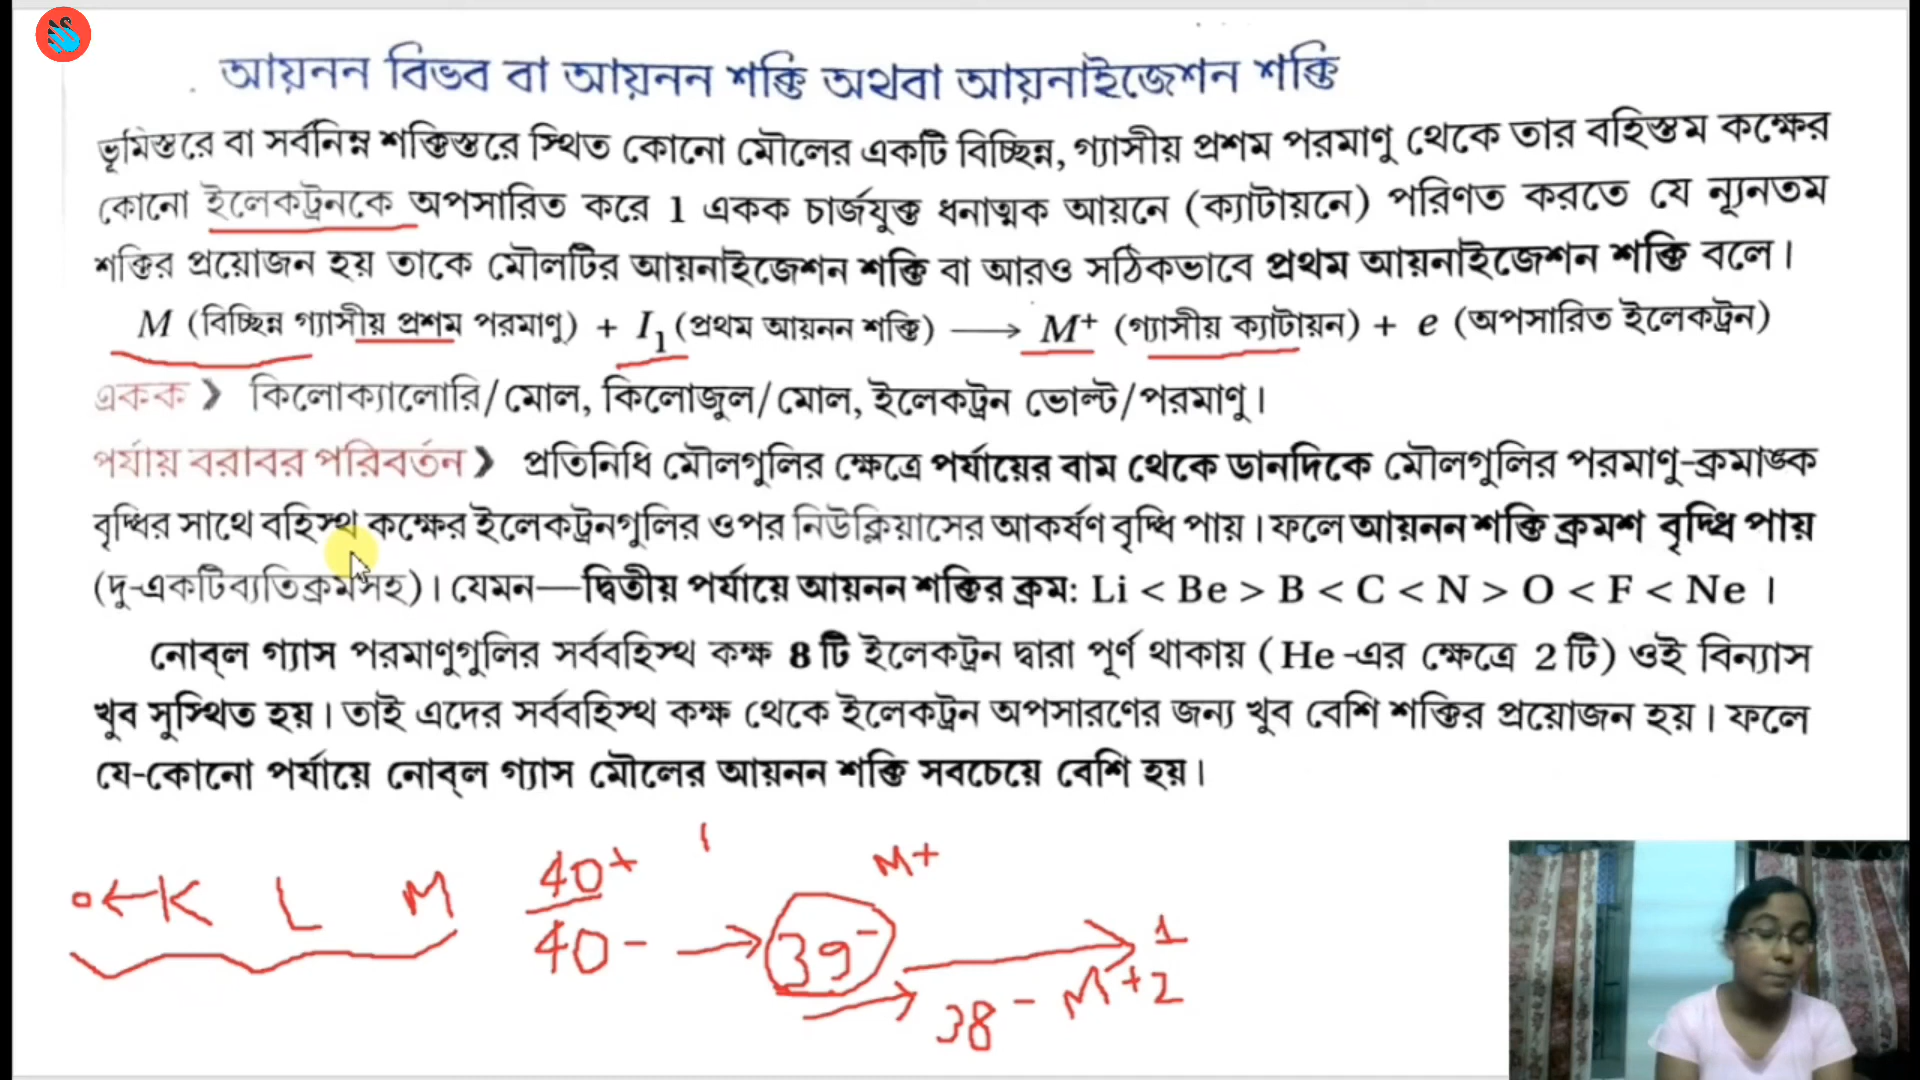 আয়নন বিভব বা আয়নন শক্তি অথবা আয়নাইজেশন শক্তি
ভূমিস্তরে বা সর্বনিম্ন শক্তিস্তরে স্থিত কোনো মৌলের একটি বিচ্ছিন্ন, গ্যাসীয় প্রশম পরমাণু থেকে তার বহিস্তম কক্ষের
কোনো ইলেকট্রনকে অপসারিত করে 1 একক চার্জযুক্ত ধনাত্মক আয়নে (ক্যাটায়নে) পরিণত করতে যে ন্যূনতম
শক্তির প্রয়োজন হয় তাকে মৌলটির আয়নাইজেশন শক্তি বা আরও সঠিকভাবে প্রথম আয়নাইজেশন শক্তি বলে।
M (বিচ্ছিন্ন গ্যাসীয় প্রশম পরমাণু) + I₁ (প্রথম আয়নন শক্তি) ⟶ M⁺ (গ্যাসীয় ক্যাটায়ন) + e (অপসারিত ইলেকট্রন)
একক ❯ কিলোক্যালোরি/মোল, কিলোজুল/মোল, ইলেকট্রন ভোল্ট/পরমাণু।
পর্যায় বরাবর পরিবর্তন ❯ প্রতিনিধি মৌলগুলির ক্ষেত্রে পর্যায়ের বাম থেকে ডানদিকে মৌলগুলির পরমাণু-ক্রমাঙ্ক
বৃদ্ধির সাথে বহিস্থ কক্ষের ইলেকট্রনগুলির ওপর নিউক্লিয়াসের আকর্ষণ বৃদ্ধি পায়। ফলে আয়নন শক্তি ক্রমশ বৃদ্ধি পায়
(দু-একটিব্যতিক্রমসহ)। যেমন—দ্বিতীয় পর্যায়ে আয়নন শক্তির ক্রম: Li < Be > B < C < N > O < F < Ne।
নোব্‌ল গ্যাস পরমাণুগুলির সর্ববহিস্থ কক্ষ 8 টি ইলেকট্রন দ্বারা পূর্ণ থাকায় (He-এর ক্ষেত্রে 2টি) ওই বিন্যাস
খুব সুস্থিত হয়। তাই এদের সর্ববহিস্থ কক্ষ থেকে ইলেকট্রন অপসারণের জন্য খুব বেশি শক্তির প্রয়োজন হয়। ফলে
যে-কোনো পর্যায়ে নোব্‌ল গ্যাস মৌলের আয়নন শক্তি সবচেয়ে বেশি হয়।
K L M 40+ M+
40- → 39- → 1
38- M+2